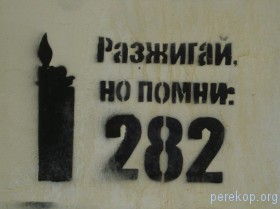 Разжигай,
но помни:
282
perekop.org